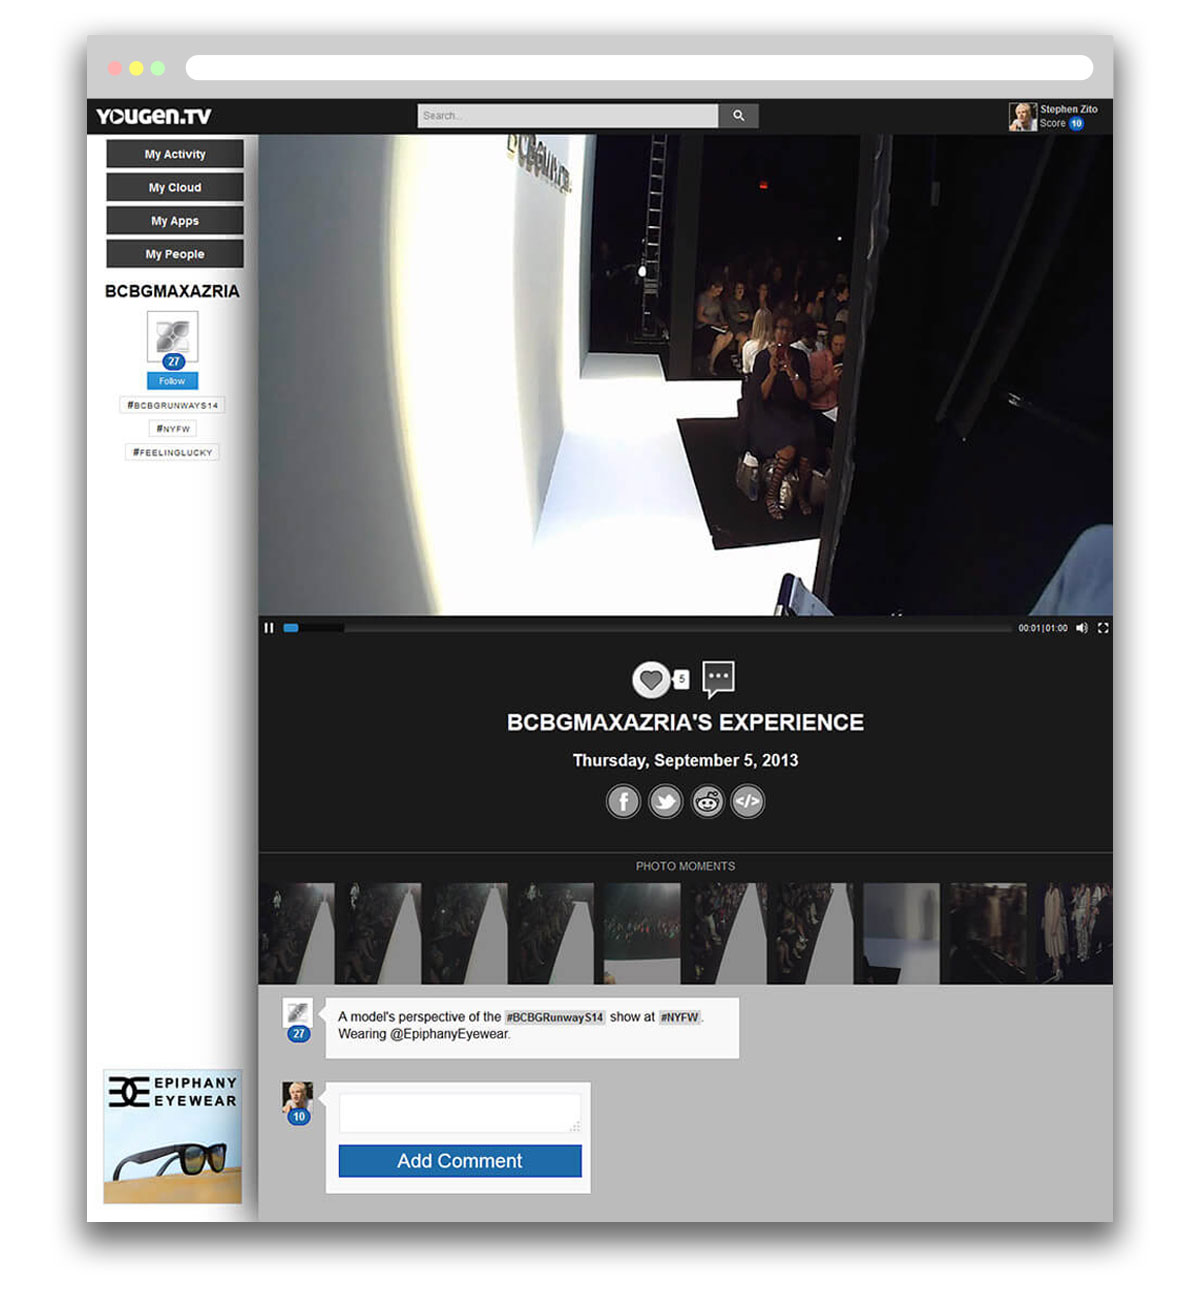 YOUGEN.TV
Search...
Stephen Zito
Score 10
My Activity
My Cloud
My Apps
My People
BCBGMAXAZRIA
27
Follow
#BCBGRUNWAYS14
#NYFW
#FEELINGLUCKY
BCBGMAXAZRIA
00:01|01:00
5
BCBGMAXAZRIA'S EXPERIENCE
Thursday, September 5, 2013
f
</>
PHOTO MOMENTS
27
A model's perspective of the #BCBGRunwayS14 show at #NYFW.
Wearing @EpiphanyEyewear.
10
Add Comment
EPIPHANY
EYEWEAR